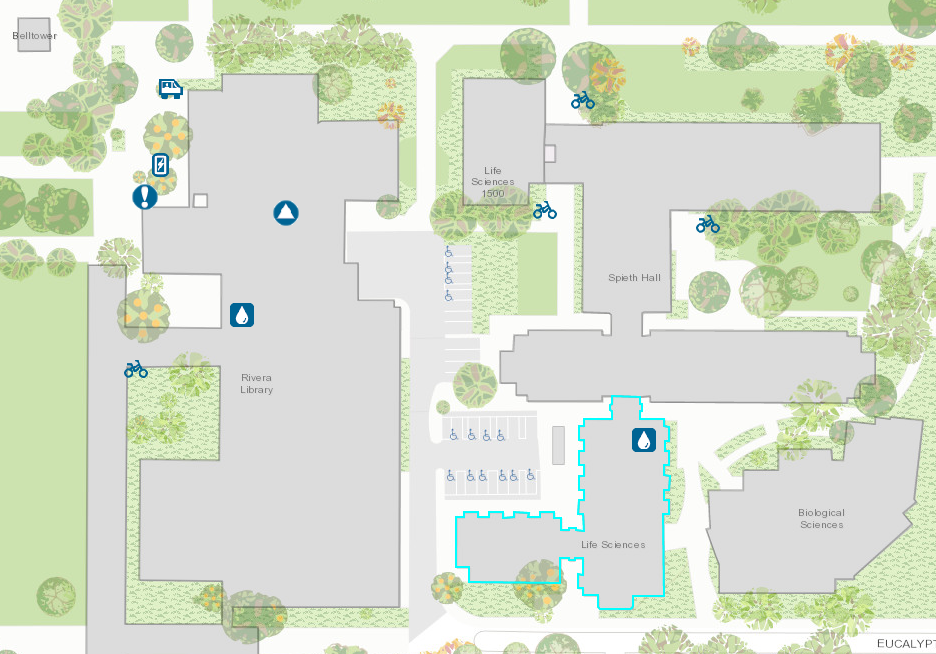 Belltower
Life
Sciences
1500
Spieth Hall
Rivera
Library
Biological
Sciences
Life Sciences
EUCALYPT